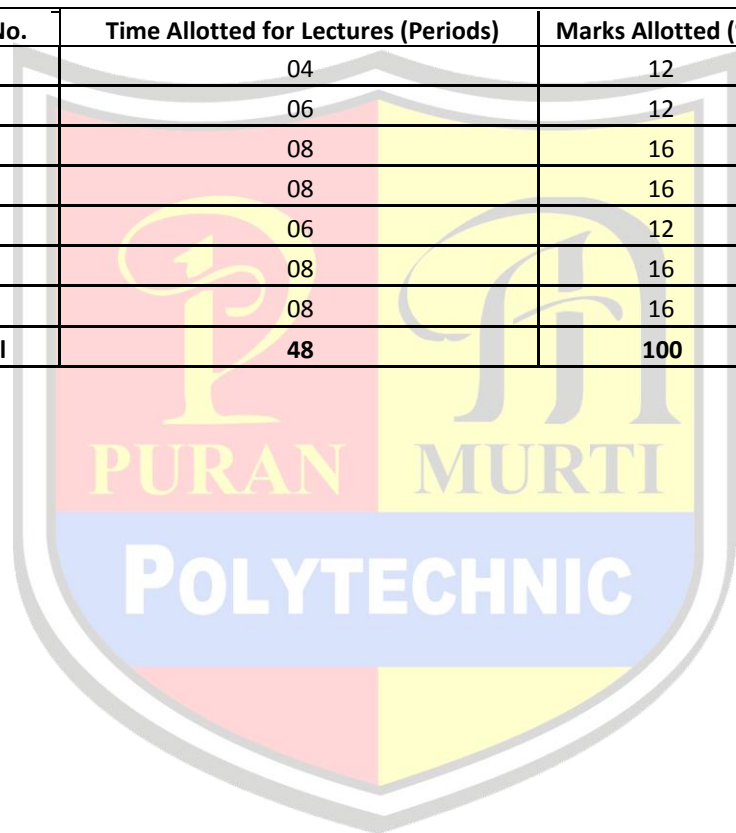 No. Time Allotted for Lectures (Periods) Marks Allotted (
04 12
06 12
08 16
08 16
06 12
08 16
08 16
l 48 100
PURAN MURTI
POLYTECHNIC